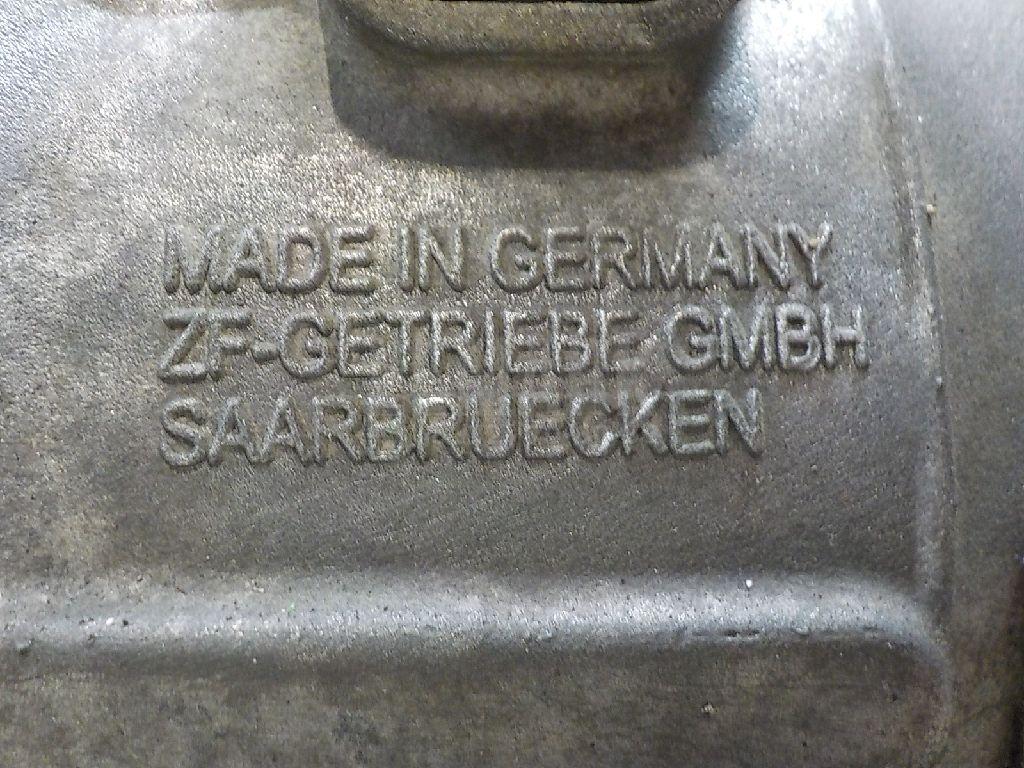 MADE IN GERMANY
ZF-GETRIEBE GMBH
SAARBRUECKEN